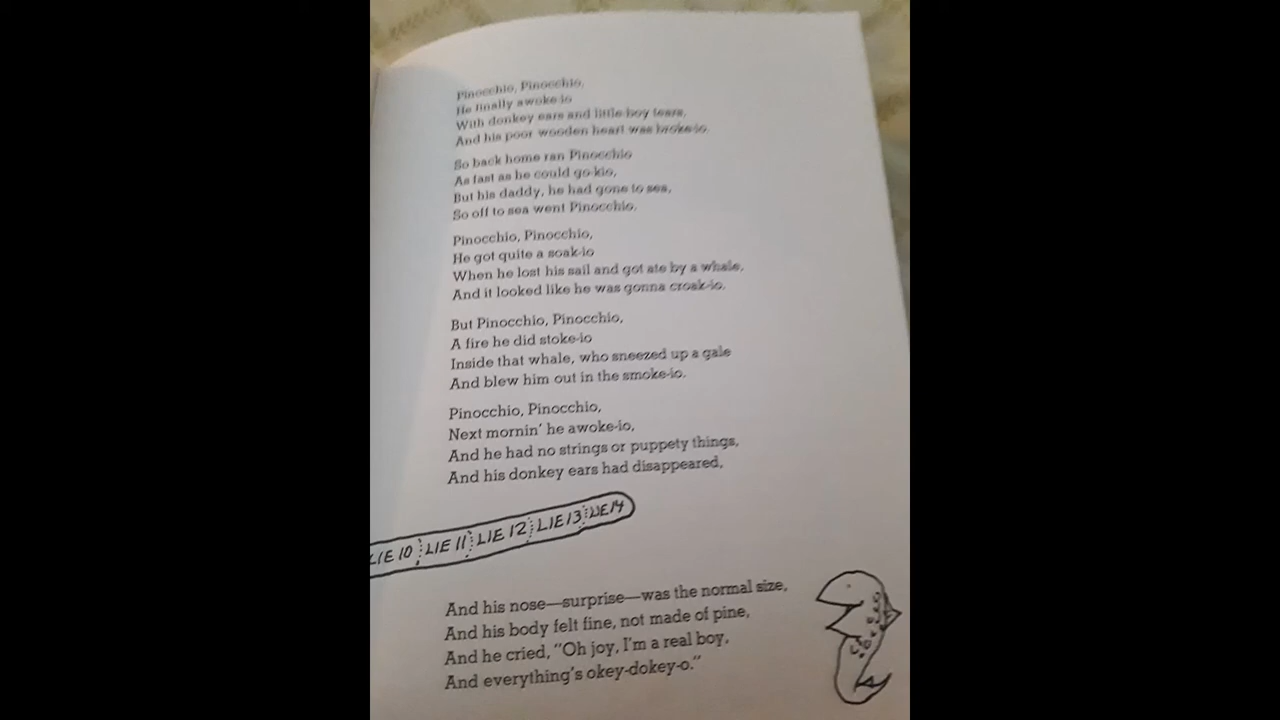 Pinocchio, Pinocchio,
He finally awoke-io
With donkey ears and little boy tears,
And his poor wooden heart was broke-io.
So back home ran Pinocchio
As fast as he could go-kio,
But his daddy, he had gone to sea,
So off to sea went Pinocchio.
Pinocchio, Pinocchio,
He got quite a soak-io
When he lost his sail and got ate by a whale,
And it looked like he was gonna croak-io.
But Pinocchio, Pinocchio,
A fire he did stoke-io
Inside that whale, who sneezed up a gale
And blew him out in the smoke-io.
Pinocchio, Pinocchio,
Next mornin' he awoke-io,
And he had no strings or puppety things,
And his donkey ears had disappeared,
LIE 10 LIE 11 LIE 12 LIE 13 LIE 14
And his nose—surprise—was the normal size,
And his body felt fine, not made of pine,
And he cried, "Oh joy, I'm a real boy,
And everything's okey-dokey-o."